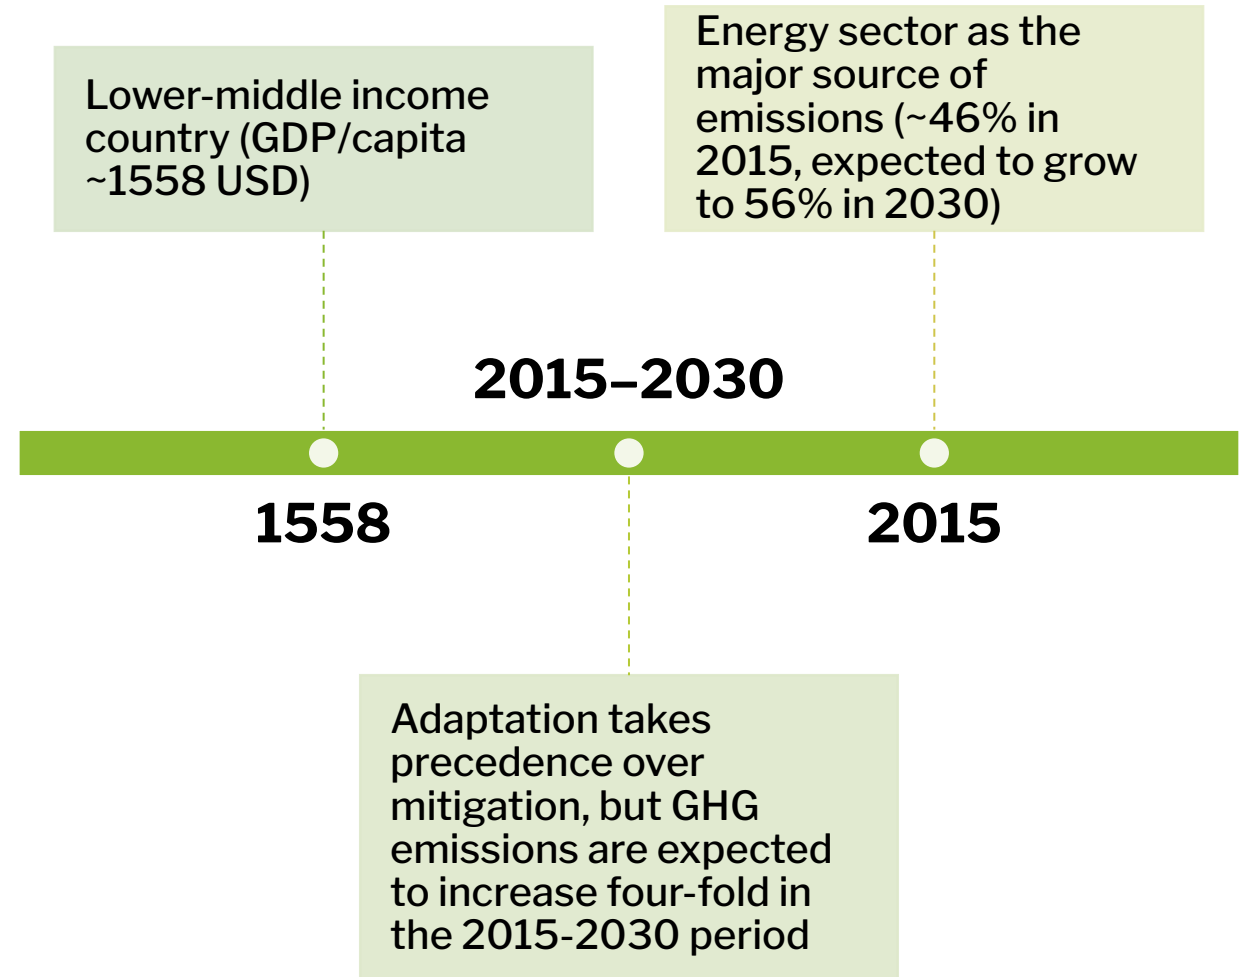 Lower-middle income
country (GDP/capita
~1558 USD)
Energy sector as the
major source of
emissions (~46% in
2015, expected to grow
to 56% in 2030)
2015–2030
1558
2015
Adaptation takes
precedence over
mitigation, but GHG
emissions are expected
to increase four-fold in
the 2015-2030 period